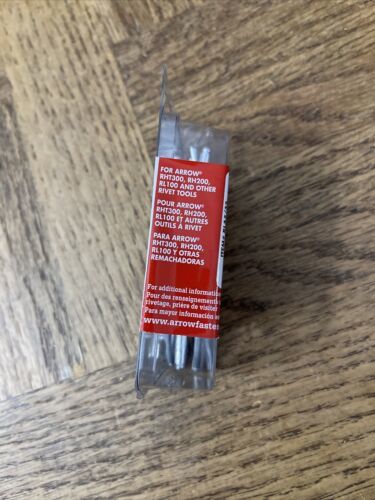 FOR ARROW®
RHT300, RH200,
RL100 AND OTHER
RIVET TOOLS
POUR ARROW®
RHT300, RH200,
RL100 ET AUTRES
OUTILS À RIVET
PARA ARROW®
RHT300, RH200,
RL100 Y OTRAS
REMACHADORAS
For additional information
Pour des renseignement
rivetage, prière de visiter
Para mayor información
www.arrowfaste